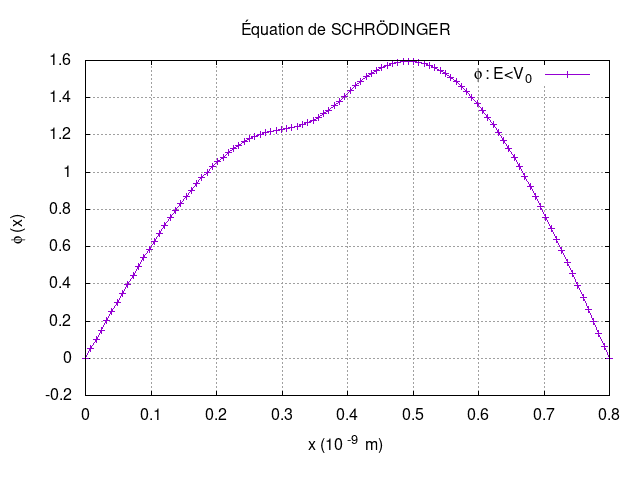 Équation de SCHRÖDINGER
ϕ : E<V₀
1.6
1.4
1.2
1
0.8
0.6
0.4
0.2
0
-0.2
ϕ (x)
0 0.1 0.2 0.3 0.4 0.5 0.6 0.7 0.8
x (10⁻⁹ m)